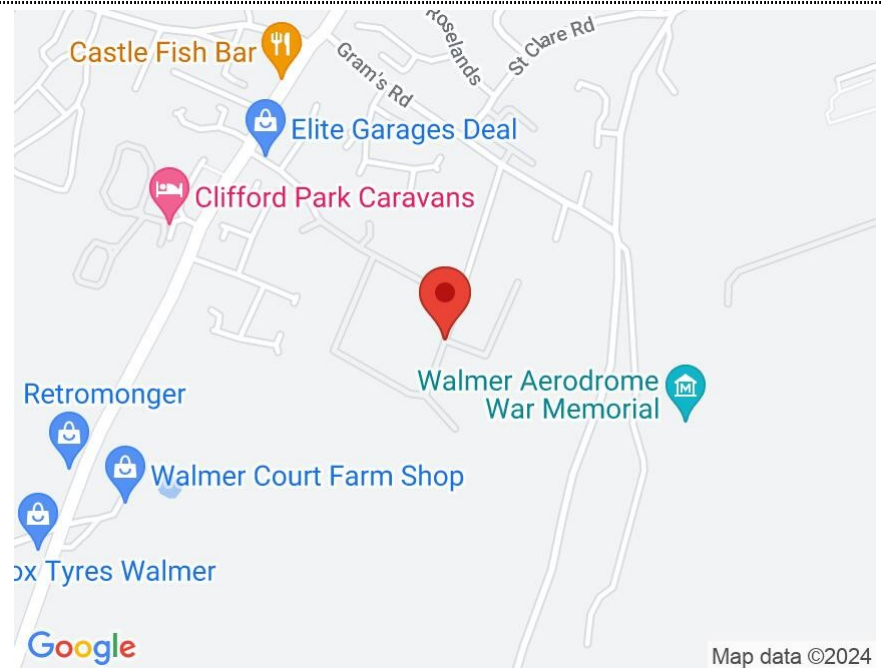 Castle Fish Bar
Roselands
St Clare Rd
Gram's Rd
Elite Garages Deal
Clifford Park Caravans
Walmer Aerodrome
War Memorial
Retromonger
Walmer Court Farm Shop
ox Tyres Walmer
Google
Map data ©2024